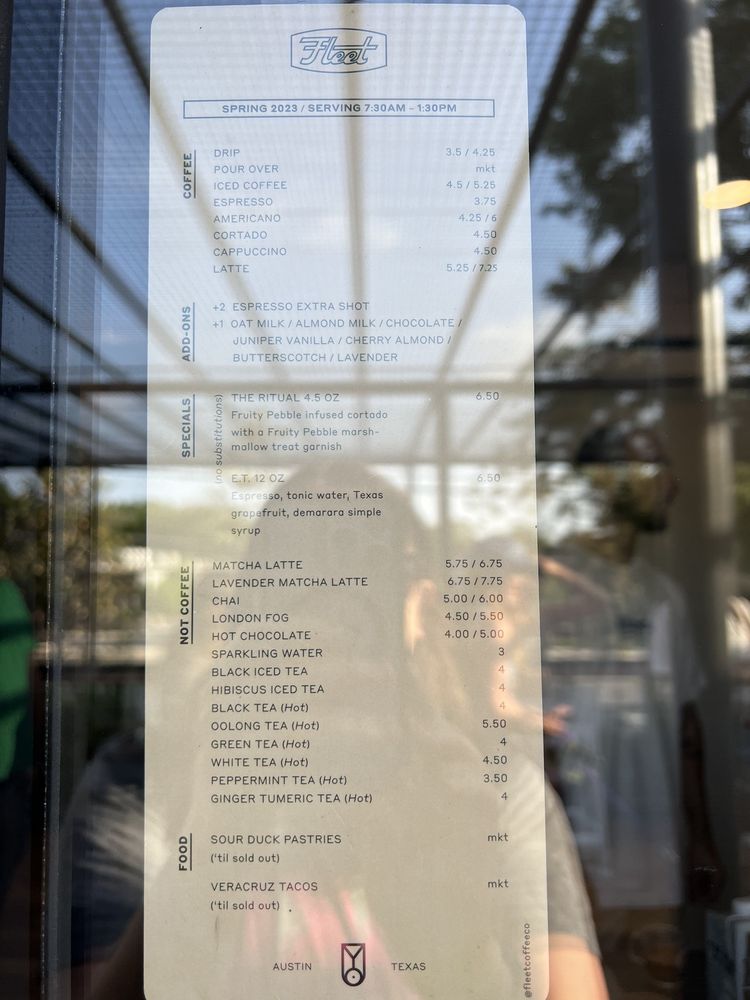 Fleet
SPRING 2023 / SERVING 7:30AM – 1:30PM
COFFEE
DRIP 3.5 / 4.25
POUR OVER mkt
ICED COFFEE 4.5 / 5.25
ESPRESSO 3.75
AMERICANO 4.25 / 6
CORTADO 4.50
CAPPUCCINO 4.50
LATTE 5.25 / 7.25
ADD-ONS
+2 ESPRESSO EXTRA SHOT
+1 OAT MILK / ALMOND MILK / CHOCOLATE /
JUNIPER VANILLA / CHERRY ALMOND /
BUTTERSCOTCH / LAVENDER
SPECIALS
(no substitutions)
THE RITUAL 4.5 OZ 6.50
Fruity Pebble infused cortado
with a Fruity Pebble marsh-
mallow treat garnish
E.T. 12 OZ 6.50
Espresso, tonic water, Texas
grapefruit, demarara simple
syrup
NOT COFFEE
MATCHA LATTE 5.75 / 6.75
LAVENDER MATCHA LATTE 6.75 / 7.75
CHAI 5.00 / 6.00
LONDON FOG 4.50 / 5.50
HOT CHOCOLATE 4.00 / 5.00
SPARKLING WATER 3
BLACK ICED TEA 4
HIBISCUS ICED TEA 4
BLACK TEA (Hot) 4
OOLONG TEA (Hot) 5.50
GREEN TEA (Hot) 4
WHITE TEA (Hot) 4.50
PEPPERMINT TEA (Hot) 3.50
GINGER TUMERIC TEA (Hot) 4
FOOD
SOUR DUCK PASTRIES mkt
('til sold out)
VERACRUZ TACOS mkt
('til sold out)
AUSTIN TEXAS
@fleetcoffeeco